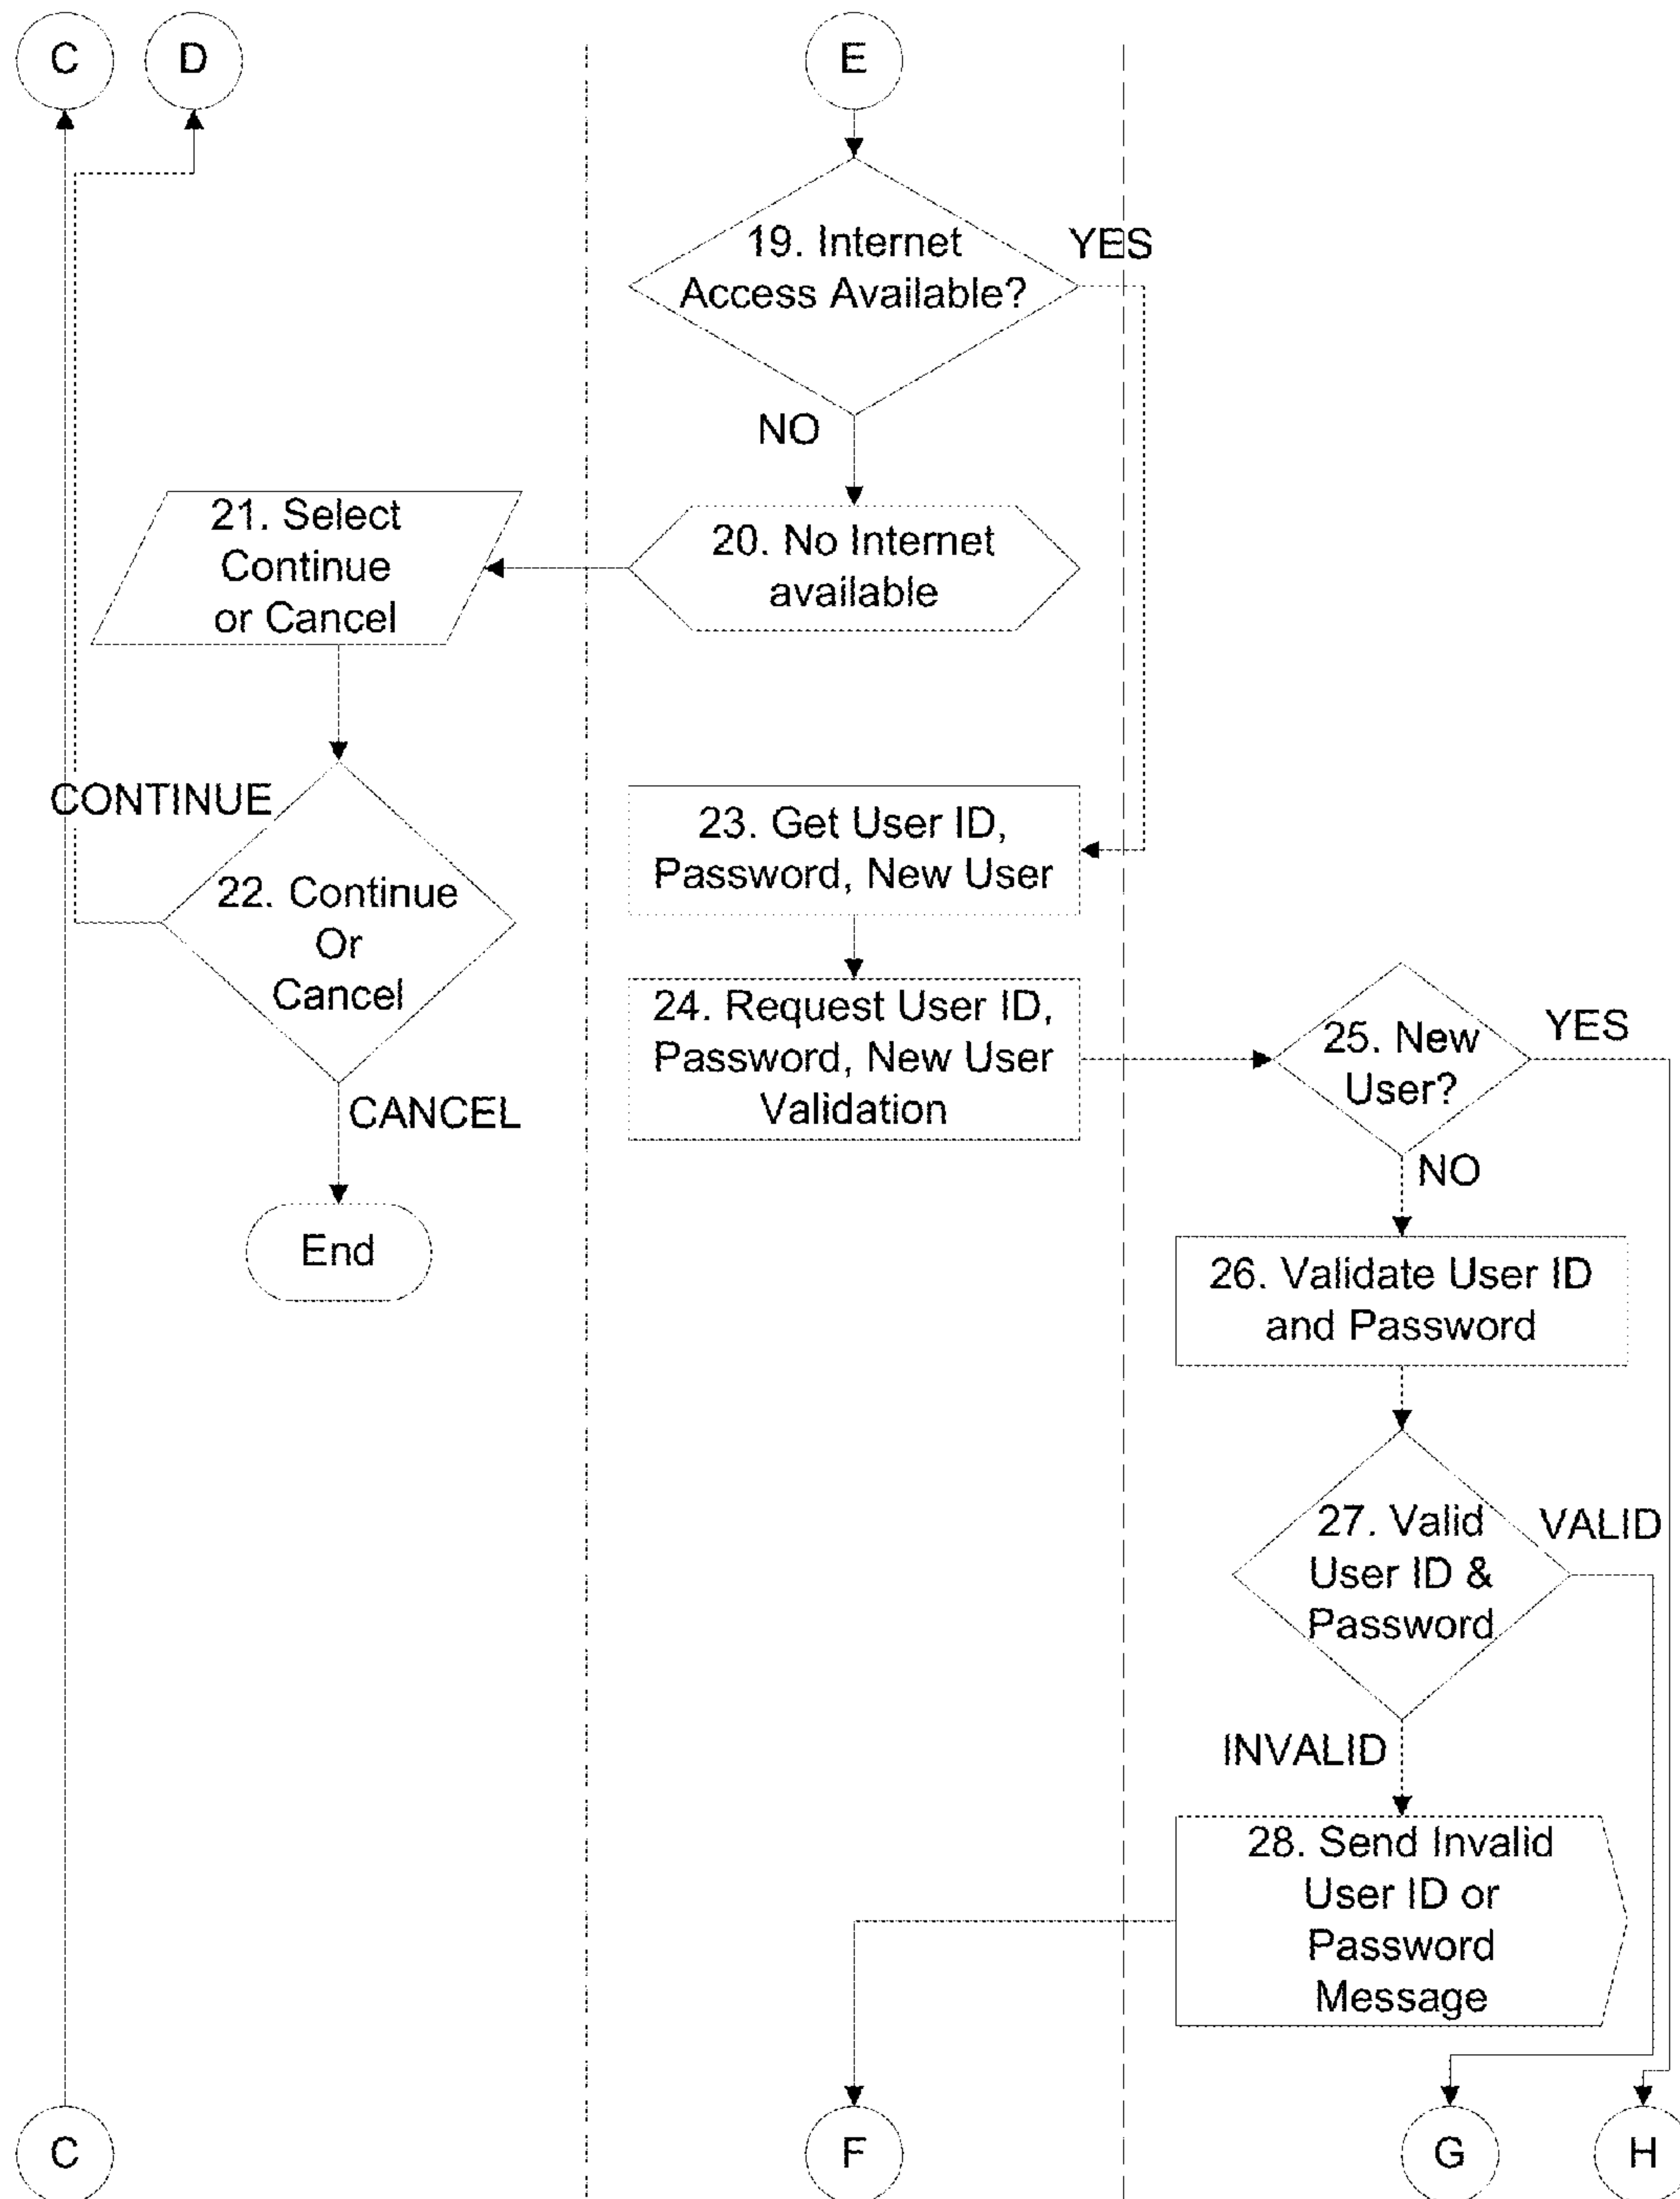 C
D
E
19. Internet
Access Available?
YES
NO
21. Select
Continue
or Cancel
20. No Internet
available
CONTINUE
22. Continue
Or
Cancel
CANCEL
End
23. Get User ID,
Password, New User
24. Request User ID,
Password, New User
Validation
25. New
User?
YES
NO
26. Validate User ID
and Password
27. Valid
User ID &
Password
VALID
INVALID
28. Send Invalid
User ID or
Password
Message
C
F
G
H